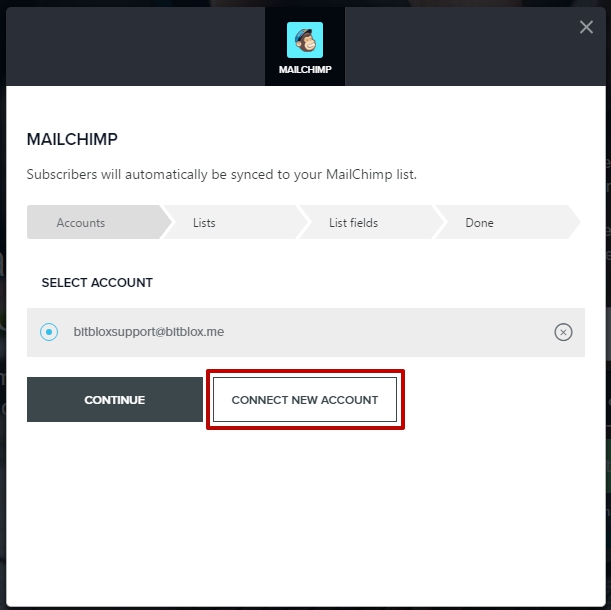 MAILCHIMP
MAILCHIMP
Subscribers will automatically be synced to your MailChimp list.
Accounts
Lists
List fields
Done
SELECT ACCOUNT
bitbloxsupport@bitblox.me
CONTINUE
CONNECT NEW ACCOUNT